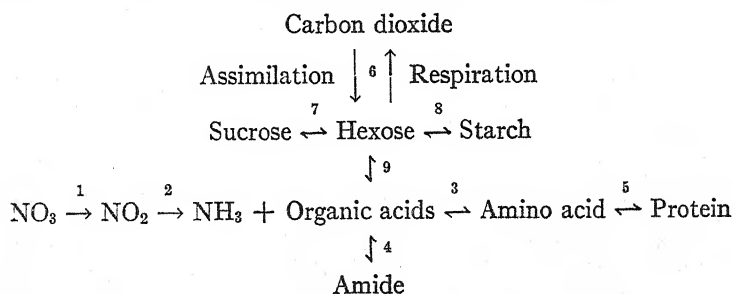 Carbon dioxide
Assimilation ↓ 6 ↑ Respiration
7 8
Sucrose ⇌ Hexose ⇌ Starch
⇌ 9
1 2 3 5
NO₃ → NO₂ → NH₃ + Organic acids ⇌ Amino acid ⇌ Protein
⇌ 4
Amide